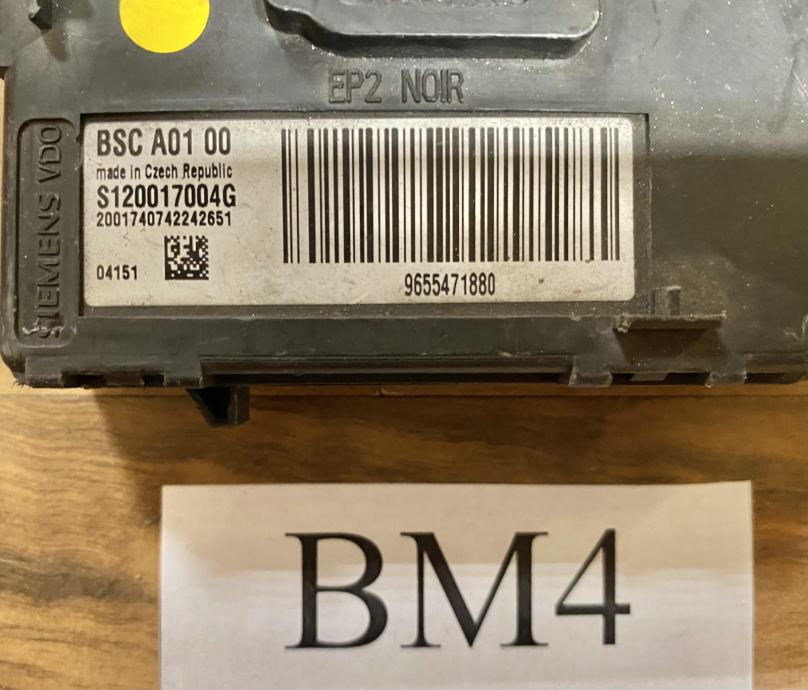 EP2 NOIR
SIEMENS VDO
BSC A01 00
made in Czech Republic
S120017004G
2001740742242651
04151
9655471880
BM4